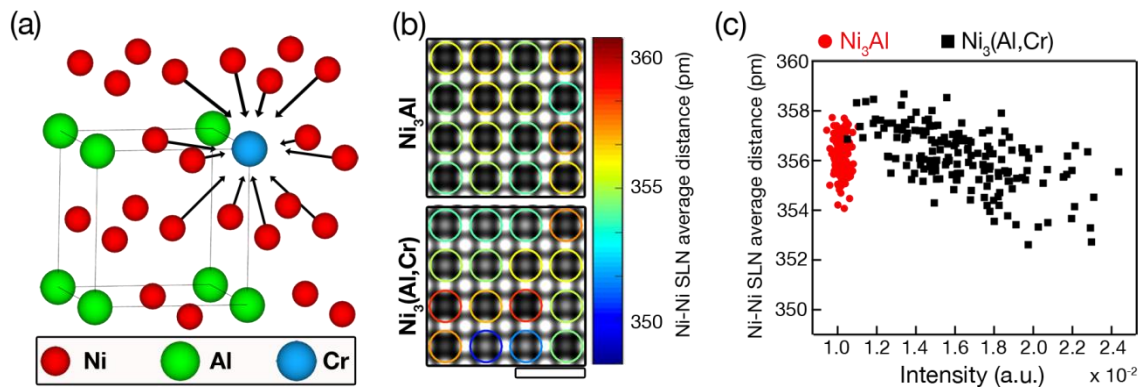 (a)
Ni
Al
Cr
(b)
Ni₃Al
Ni₃(Al,Cr)
360
355
350
Ni-Ni SLN average distance (pm)
(c)
Ni₃Al
Ni₃(Al,Cr)
Ni-Ni SLN average distance (pm)
360
358
356
354
352
350
1.0 1.2 1.4 1.6 1.8 2.0 2.2 2.4
Intensity (a.u.)
x 10⁻²